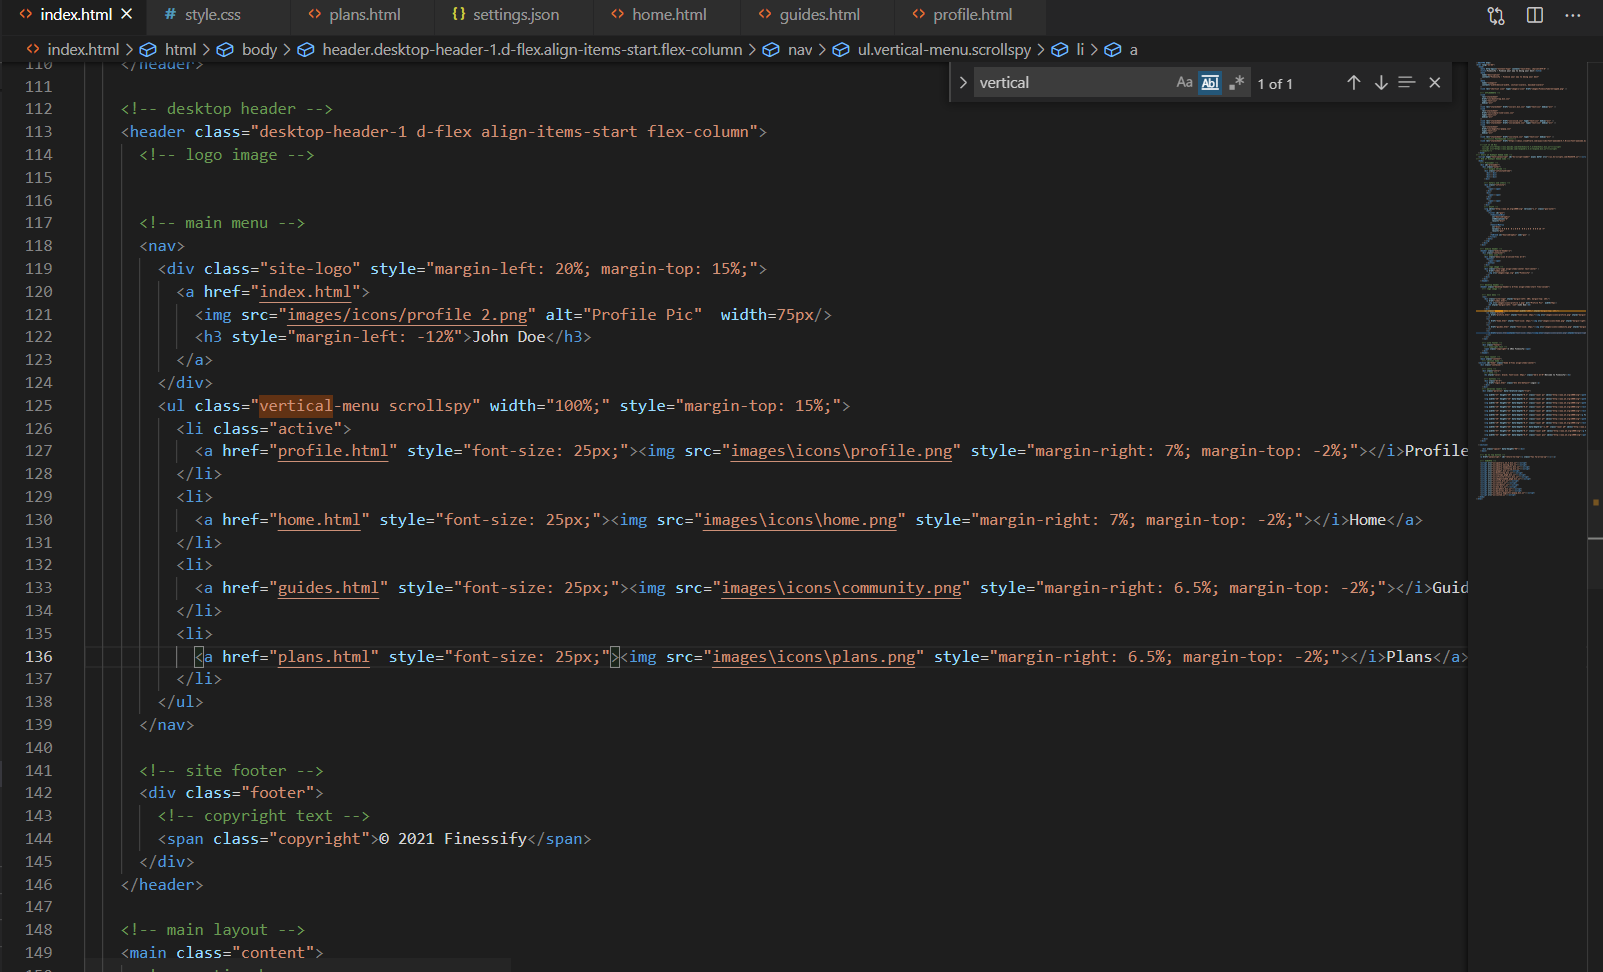 index.html style.css plans.html {} settings.json home.html guides.html profile.html ...
index.html > html > body > header.desktop-header-1.d-flex.align-items-start.flex-column > nav > ul.vertical-menu.scrollspy > li > a
vertical Aa Abl .* 1 of 1
110 </header>
111
112 <!-- desktop header -->
113 <header class="desktop-header-1 d-flex align-items-start flex-column">
114 <!-- logo image -->
115
116
117 <!-- main menu -->
118 <nav>
119 <div class="site-logo" style="margin-left: 20%; margin-top: 15%;">
120 <a href="index.html">
121 <img src="images/icons/profile 2.png" alt="Profile Pic"  width=75px/>
122 <h3 style="margin-left: -12%">John Doe</h3>
123 </a>
124 </div>
125 <ul class="vertical-menu scrollspy" width="100%;" style="margin-top: 15%;">
126 <li class="active">
127 <a href="profile.html" style="font-size: 25px;"><img src="images\icons\profile.png" style="margin-right: 7%; margin-top: -2%;"></i>Profile
128 </li>
129 <li>
130 <a href="home.html" style="font-size: 25px;"><img src="images\icons\home.png" style="margin-right: 7%; margin-top: -2%;"></i>Home</a>
131 </li>
132 <li>
133 <a href="guides.html" style="font-size: 25px;"><img src="images\icons\community.png" style="margin-right: 6.5%; margin-top: -2%;"></i>Guid
134 </li>
135 <li>
136 <a href="plans.html" style="font-size: 25px;"><img src="images\icons\plans.png" style="margin-right: 6.5%; margin-top: -2%;"></i>Plans</a>
137 </li>
138 </ul>
139 </nav>
140
141 <!-- site footer -->
142 <div class="footer">
143 <!-- copyright text -->
144 <span class="copyright">© 2021 Finessify</span>
145 </div>
146 </header>
147
148 <!-- main layout -->
149 <main class="content">